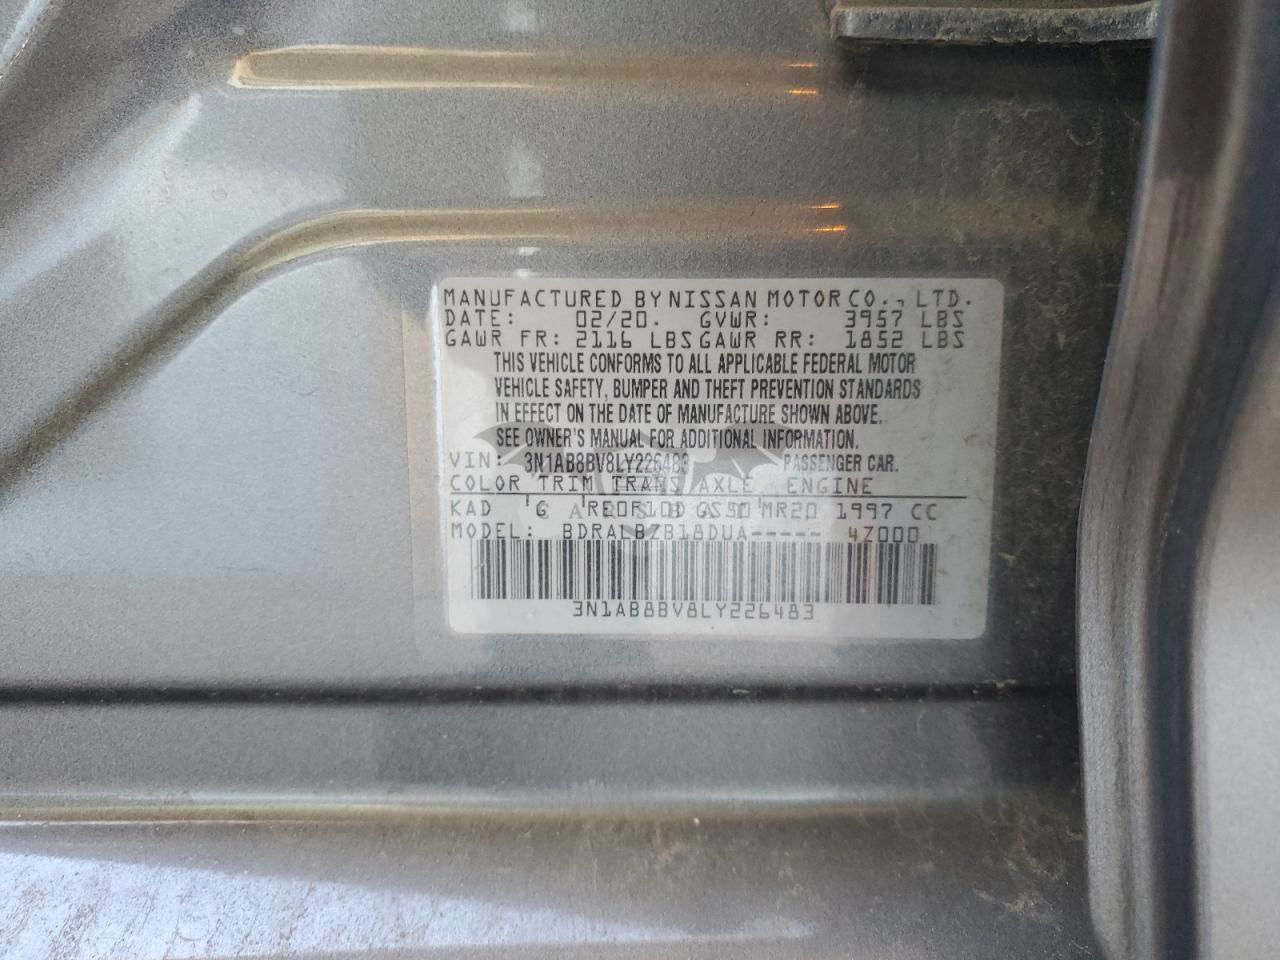 MANUFACTURED BY NISSAN MOTOR CO., LTD.
DATE: 02/20. GVWR: 3957 LBS
GAWR FR: 2116 LBS GAWR RR: 1852 LBS
THIS VEHICLE CONFORMS TO ALL APPLICABLE FEDERAL MOTOR
VEHICLE SAFETY, BUMPER AND THEFT PREVENTION STANDARDS
IN EFFECT ON THE DATE OF MANUFACTURE SHOWN ABOVE.
SEE OWNER'S MANUAL FOR ADDITIONAL INFORMATION.
VIN: 3N1AB8BV8LY226483 PASSENGER CAR.
COLOR TRIM TRANS AXLE ENGINE
KAD G RE0F10D GS30 MR20 1997 CC
MODEL: BDRALBZB18DUA----- 4Z000
3N1AB8BV8LY226483